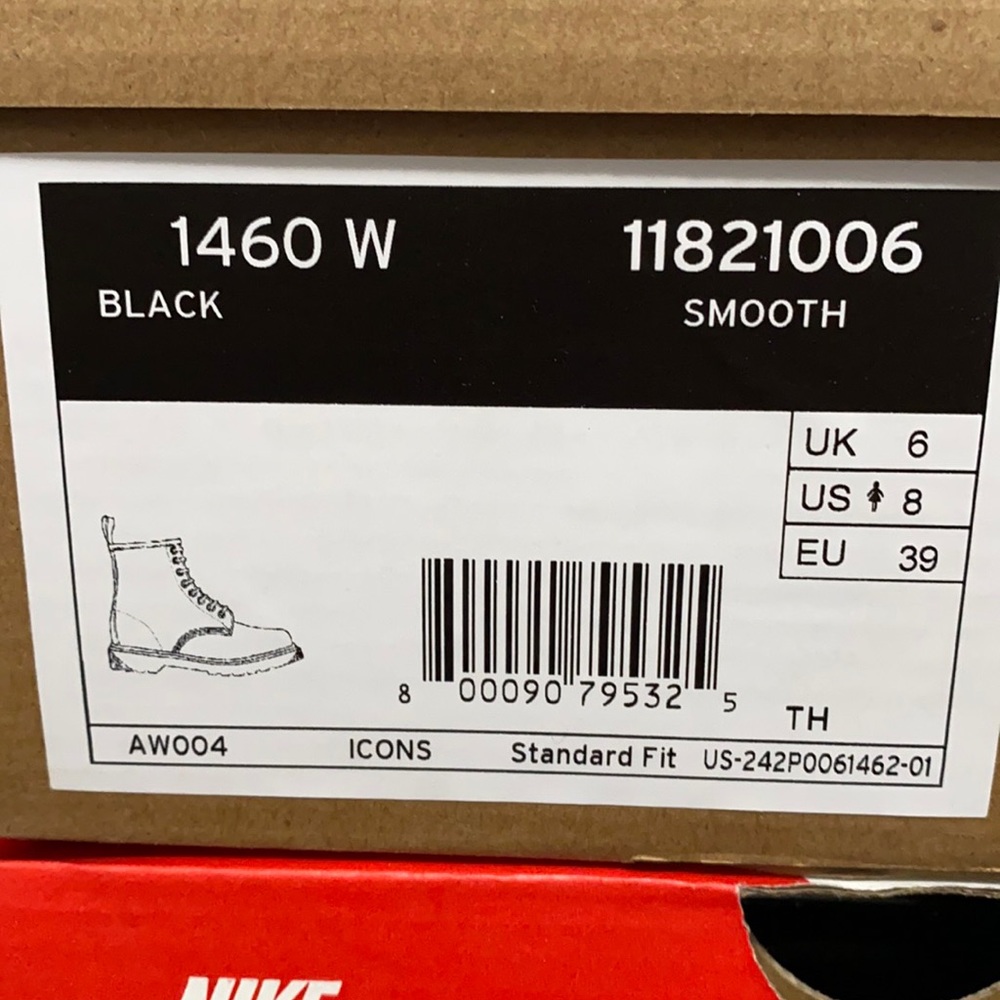 1460 W 11821006
BLACK SMOOTH
UK 6
US 8
EU 39
8 00090 79532 5
TH
AW004 ICONS Standard Fit US-242P0061462-01
NIKE